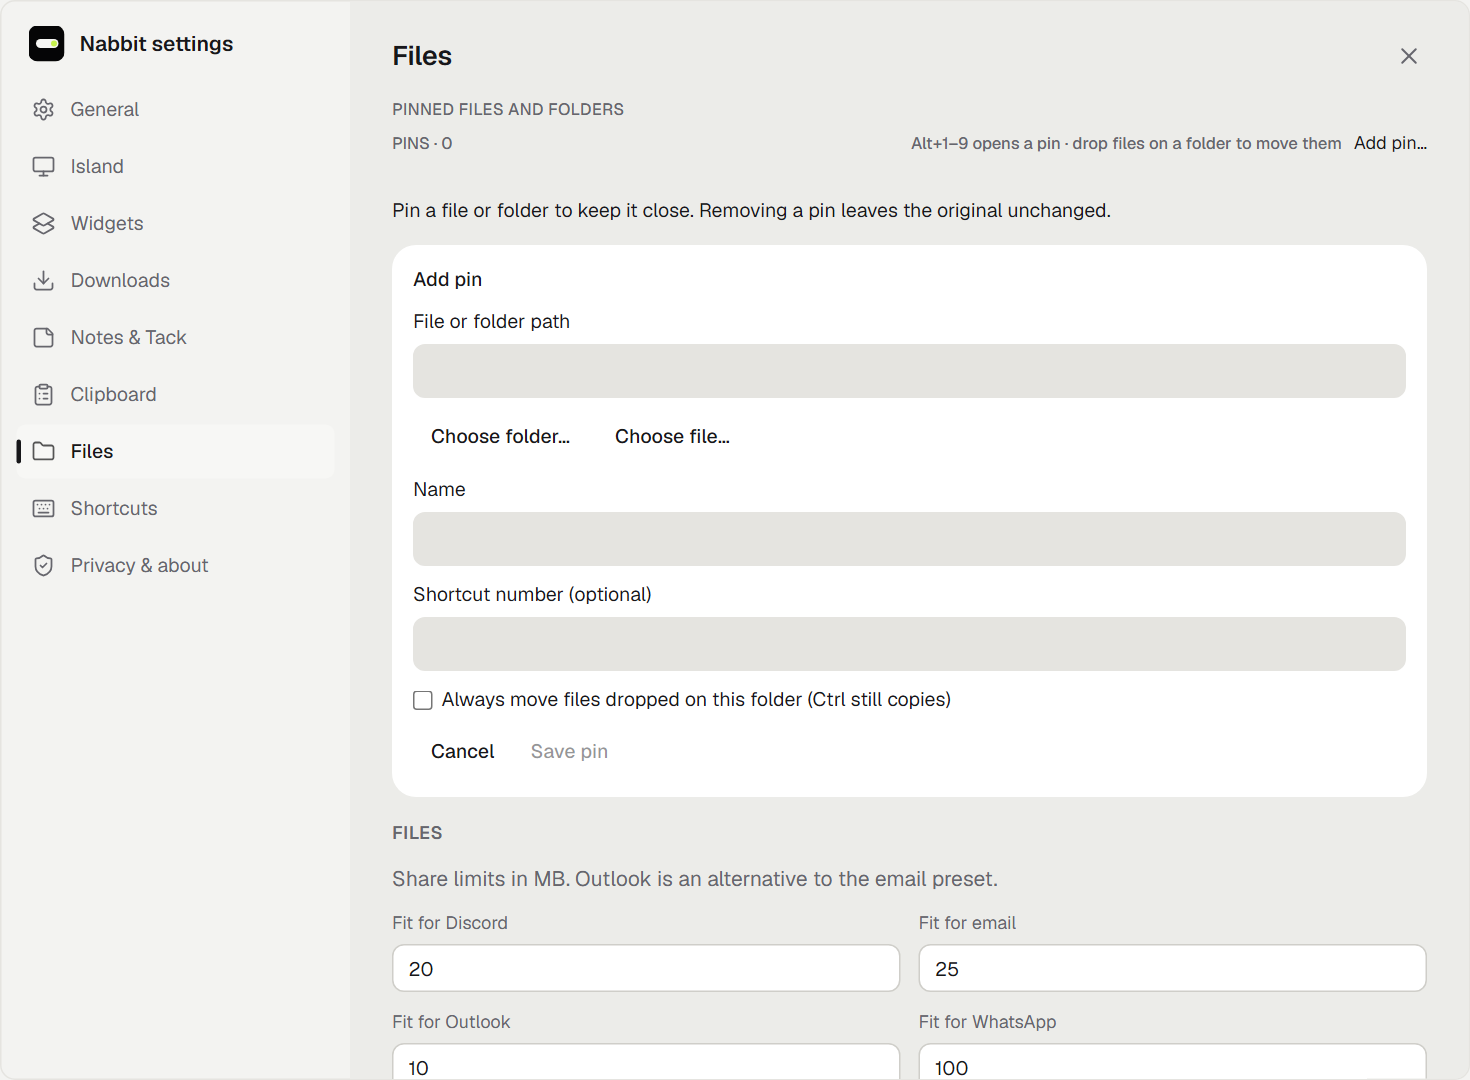 Nabbit settings
General
Island
Widgets
Downloads
Notes & Tack
Clipboard
Files
Shortcuts
Privacy & about
Files
PINNED FILES AND FOLDERS
PINS · 0
Alt+1–9 opens a pin · drop files on a folder to move them
Add pin...
Pin a file or folder to keep it close. Removing a pin leaves the original unchanged.
Add pin
File or folder path
Choose folder...
Choose file...
Name
Shortcut number (optional)
Always move files dropped on this folder (Ctrl still copies)
Cancel
Save pin
FILES
Share limits in MB. Outlook is an alternative to the email preset.
Fit for Discord
Fit for email
20
25
Fit for Outlook
Fit for WhatsApp
10
100